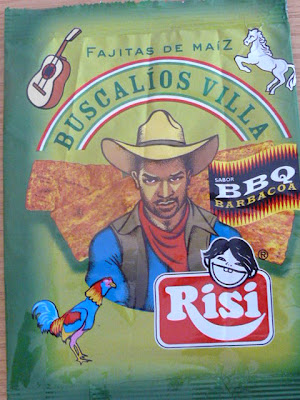 FAJITAS DE MAÍZ
BUSCALÍOS VILLA
SABOR
BBQ
BARBACOA
Risi
®